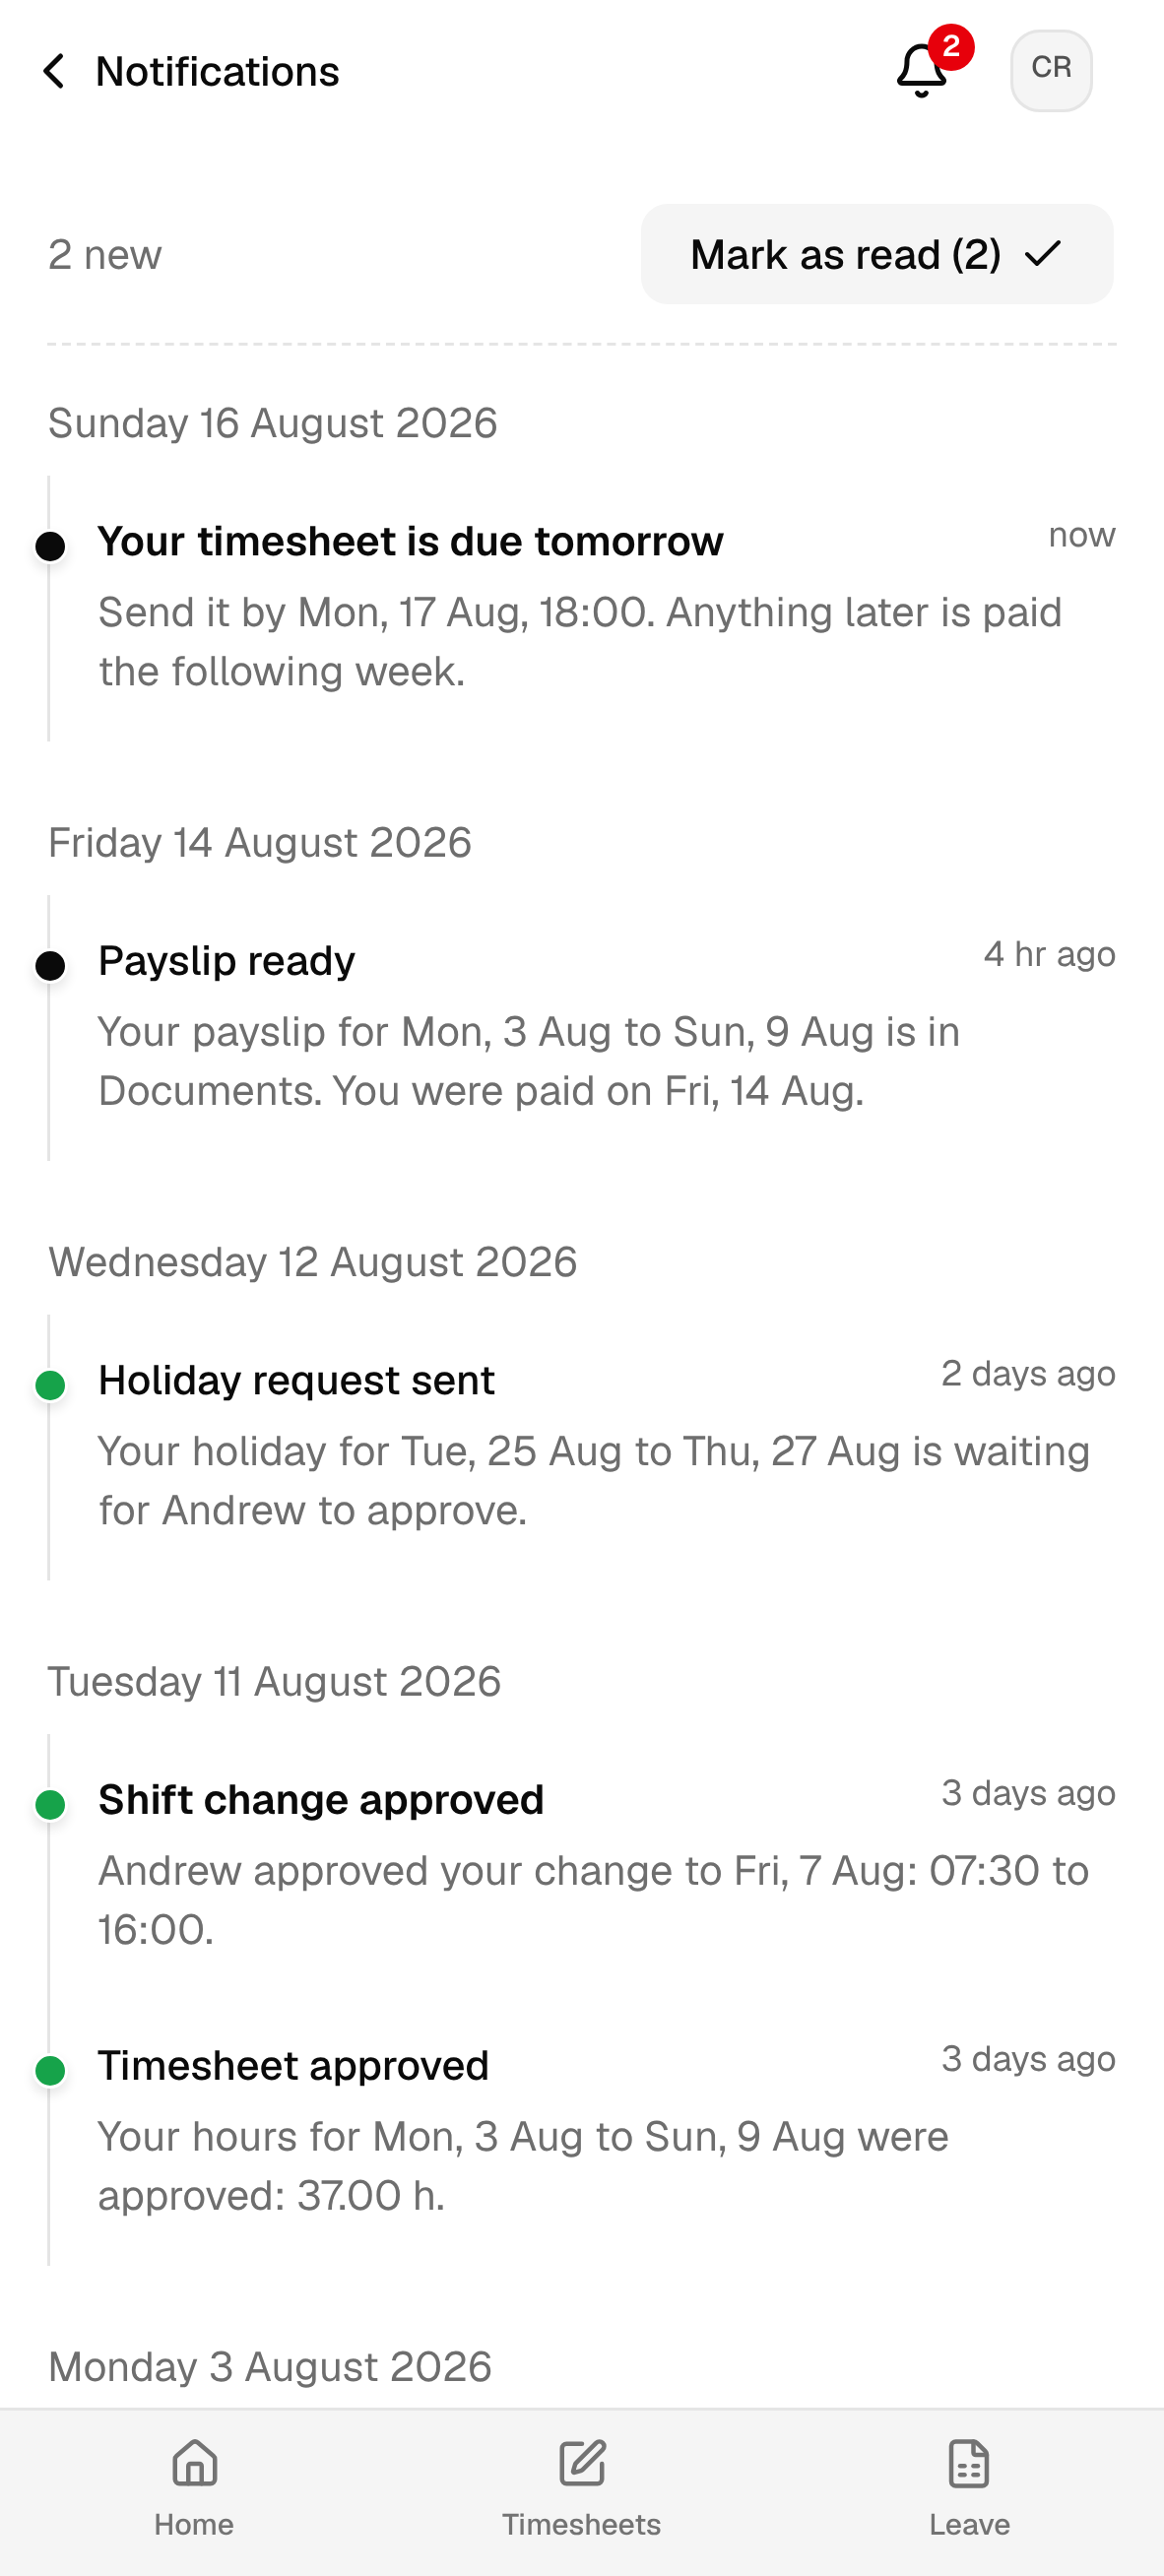 Notifications
2
CR
2 new
Mark as read (2)
Sunday 16 August 2026
Your timesheet is due tomorrow
now
Send it by Mon, 17 Aug, 18:00. Anything later is paid
the following week.
Friday 14 August 2026
Payslip ready
4 hr ago
Your payslip for Mon, 3 Aug to Sun, 9 Aug is in
Documents. You were paid on Fri, 14 Aug.
Wednesday 12 August 2026
Holiday request sent
2 days ago
Your holiday for Tue, 25 Aug to Thu, 27 Aug is waiting
for Andrew to approve.
Tuesday 11 August 2026
Shift change approved
3 days ago
Andrew approved your change to Fri, 7 Aug: 07:30 to
16:00.
Timesheet approved
3 days ago
Your hours for Mon, 3 Aug to Sun, 9 Aug were
approved: 37.00 h.
Monday 3 August 2026
Home
Timesheets
Leave